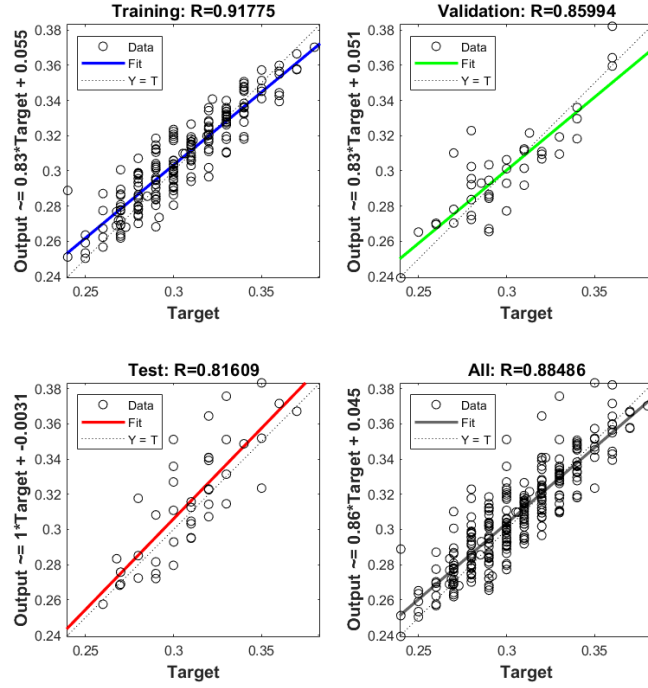 Training: R=0.91775
Output ~= 0.83*Target + 0.055
0.38
0.36
0.34
0.32
0.3
0.28
0.26
0.24
Data
Fit
Y = T
0.25
0.3
0.35
Target
Validation: R=0.85994
Output ~= 0.83*Target + 0.051
0.38
0.36
0.34
0.32
0.3
0.28
0.26
0.24
Data
Fit
Y = T
0.25
0.3
0.35
Target
Test: R=0.81609
Output ~= 1*Target + -0.0031
0.38
0.36
0.34
0.32
0.3
0.28
0.26
0.24
Data
Fit
Y = T
0.25
0.3
0.35
Target
All: R=0.88486
Output ~= 0.86*Target + 0.045
0.38
0.36
0.34
0.32
0.3
0.28
0.26
0.24
Data
Fit
Y = T
0.25
0.3
0.35
Target